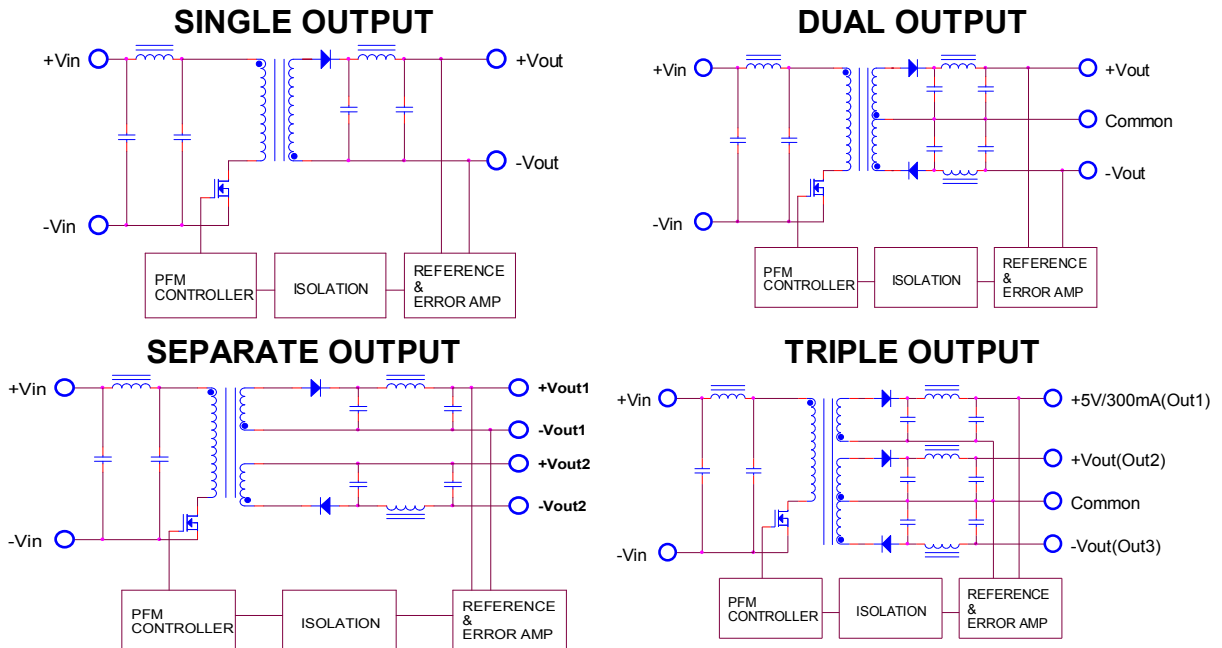 SINGLE OUTPUT
+Vin
+Vout
-Vout
-Vin
PFM
CONTROLLER
ISOLATION
REFERENCE
&
ERROR AMP
DUAL OUTPUT
+Vin
+Vout
Common
-Vout
-Vin
PFM
CONTROLLER
ISOLATION
REFERENCE
&
ERROR AMP
SEPARATE OUTPUT
+Vin
+Vout1
-Vout1
+Vout2
-Vout2
-Vin
PFM
CONTROLLER
ISOLATION
REFERENCE
&
ERROR AMP
TRIPLE OUTPUT
+Vin
+5V/300mA(Out1)
+Vout(Out2)
Common
-Vout(Out3)
-Vin
PFM
CONTROLLER
ISOLATION
REFERENCE
&
ERROR AMP